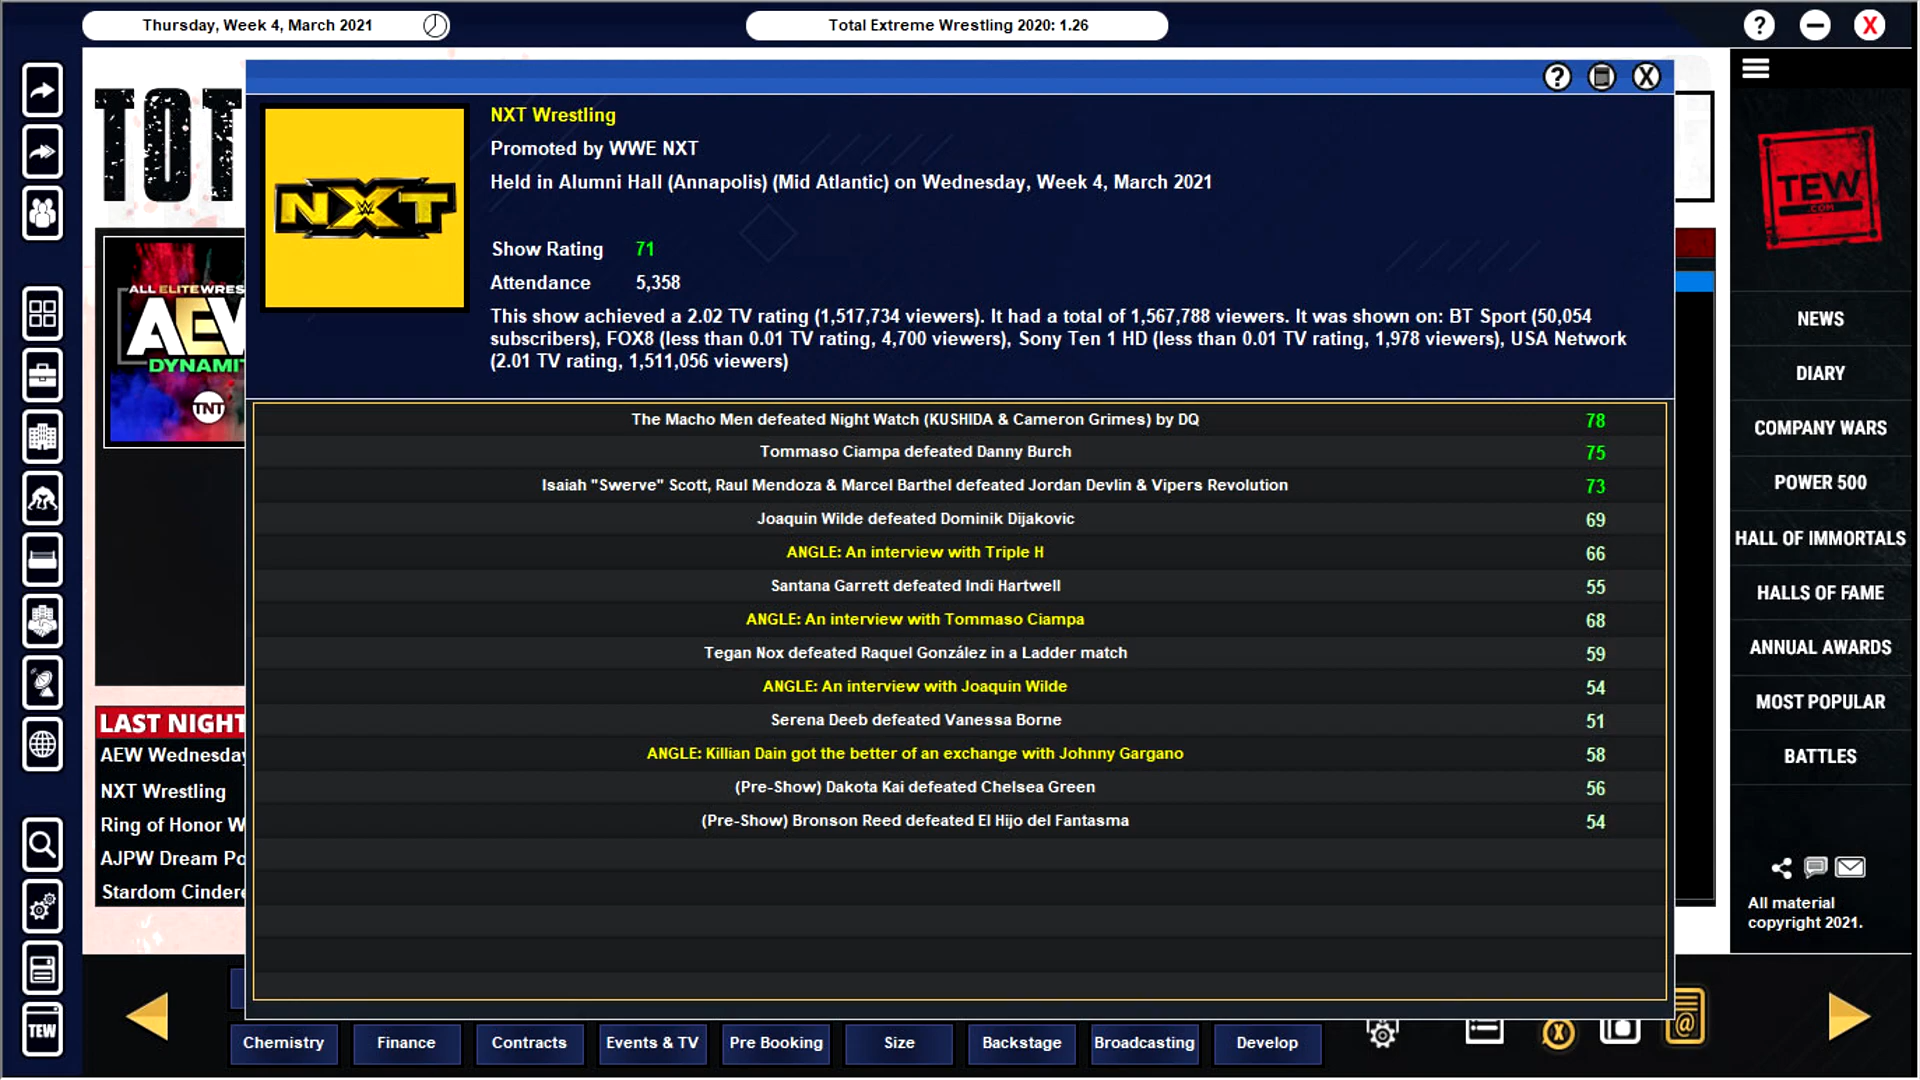 Thursday, Week 4, March 2021
Total Extreme Wrestling 2020: 1.26
?
X
TOT
? X
NXT
NXT Wrestling
Promoted by WWE NXT
Held in Alumni Hall (Annapolis) (Mid Atlantic) on Wednesday, Week 4, March 2021
Show Rating 71
Attendance 5,358
This show achieved a 2.02 TV rating (1,517,734 viewers). It had a total of 1,567,788 viewers. It was shown on: BT Sport (50,054
subscribers), FOX8 (less than 0.01 TV rating, 4,700 viewers), Sony Ten 1 HD (less than 0.01 TV rating, 1,978 viewers), USA Network
(2.01 TV rating, 1,511,056 viewers)
The Macho Men defeated Night Watch (KUSHIDA & Cameron Grimes) by DQ 78
Tommaso Ciampa defeated Danny Burch 75
Isaiah "Swerve" Scott, Raul Mendoza & Marcel Barthel defeated Jordan Devlin & Vipers Revolution 73
Joaquin Wilde defeated Dominik Dijakovic 69
ANGLE: An interview with Triple H 66
Santana Garrett defeated Indi Hartwell 55
ANGLE: An interview with Tommaso Ciampa 68
Tegan Nox defeated Raquel González in a Ladder match 59
ANGLE: An interview with Joaquin Wilde 54
Serena Deeb defeated Vanessa Borne 51
ANGLE: Killian Dain got the better of an exchange with Johnny Gargano 58
(Pre-Show) Dakota Kai defeated Chelsea Green 56
(Pre-Show) Bronson Reed defeated El Hijo del Fantasma 54
ALL ELITE WRES
AEW
DYNAMI
TNT
LAST NIGHT
AEW Wednesday
NXT Wrestling
Ring of Honor W
AJPW Dream Po
Stardom Cindere
TEW
.COM
NEWS
DIARY
COMPANY WARS
POWER 500
HALL OF IMMORTALS
HALLS OF FAME
ANNUAL AWARDS
MOST POPULAR
BATTLES
All material
copyright 2021.
TEW
Chemistry
Finance
Contracts
Events & TV
Pre Booking
Size
Backstage
Broadcasting
Develop
X
@